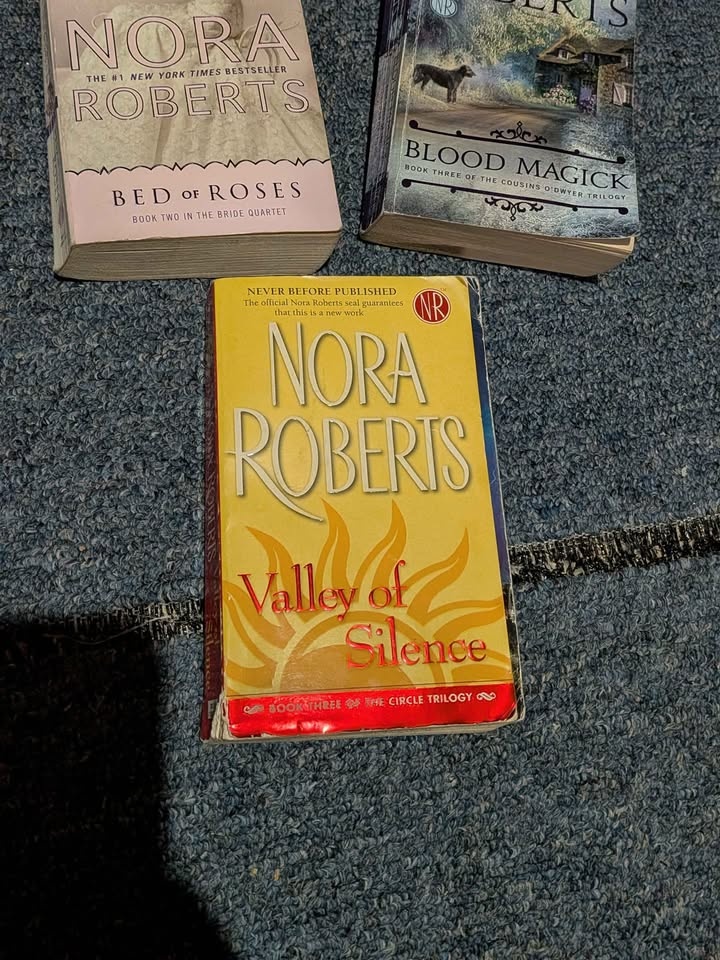 NORA
THE #1 NEW YORK TIMES BESTSELLER
ROBERTS
BED OF ROSES
BOOK TWO IN THE BRIDE QUARTET
NR
BLOOD MAGICK
BOOK THREE OF THE COUSINS O'DWYER TRILOGY
NEVER BEFORE PUBLISHED
The official Nora Roberts seal guarantees
that this is a new work
NR
NORA
ROBERTS
Valley of
Silence
BOOK THREE OF THE CIRCLE TRILOGY